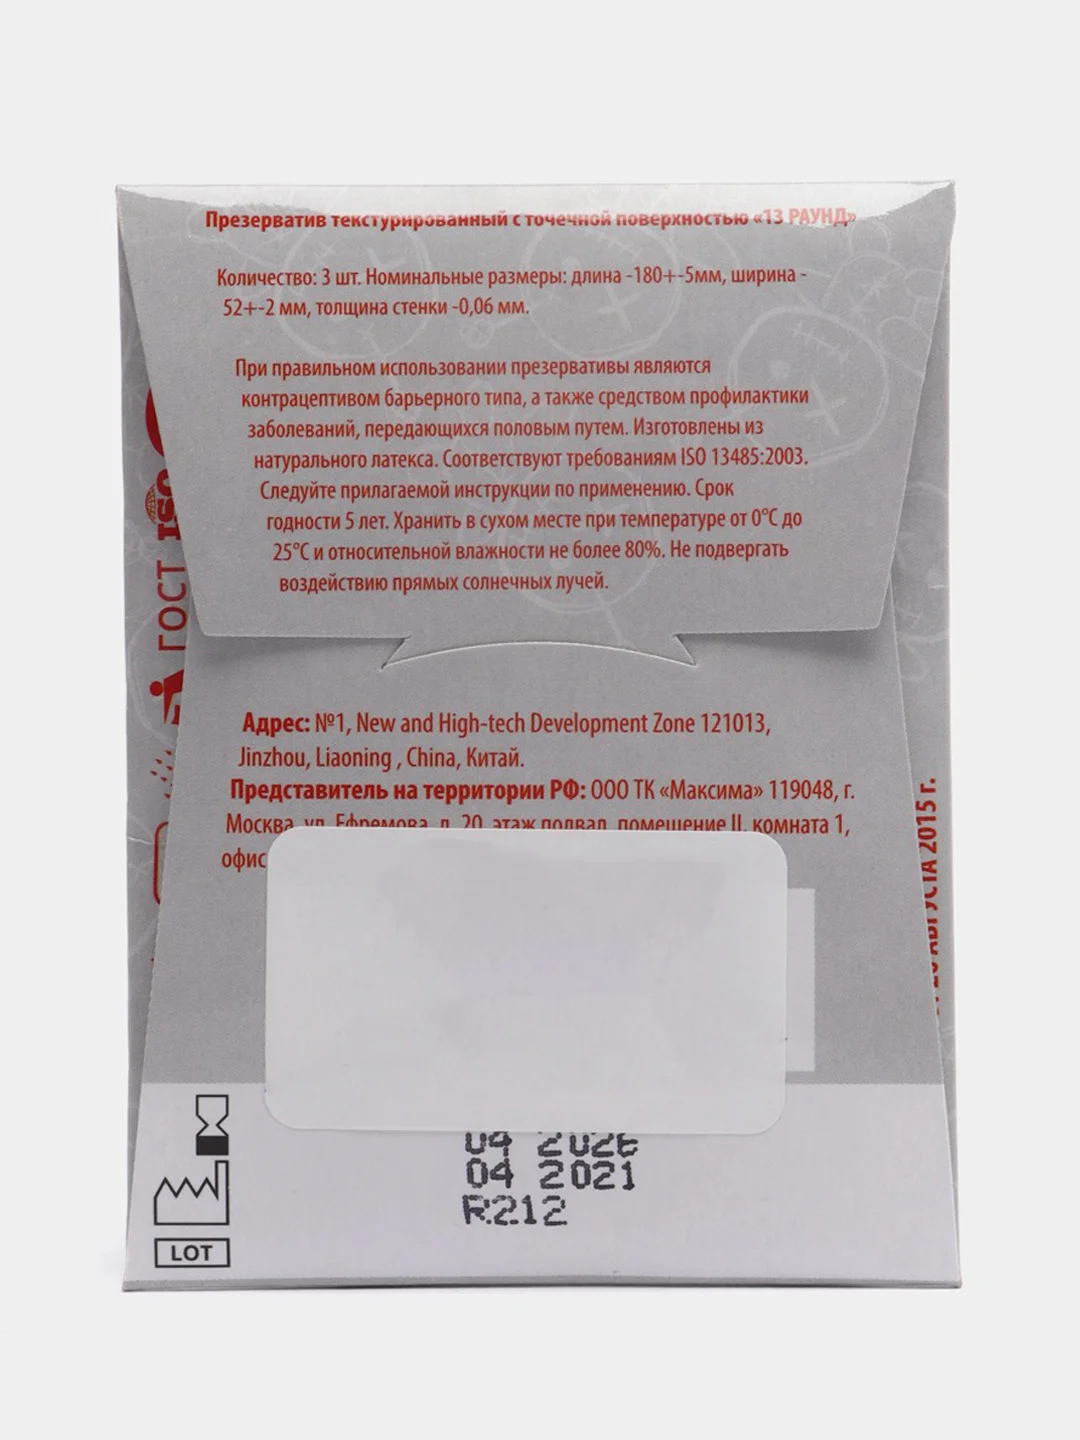 Презерватив текстурированный с точечной поверхностью «13 РАУНД»
Количество: 3 шт. Номинальные размеры: длина -180+-5мм, ширина -
52+-2 мм, толщина стенки -0,06 мм.
При правильном использовании презервативы являются
контрацептивом барьерного типа, а также средством профилактики
заболеваний, передающихся половым путем. Изготовлены из
натурального латекса. Соответствуют требованиям ISO 13485:2003.
Следуйте прилагаемой инструкции по применению. Срок
годности 5 лет. Хранить в сухом месте при температуре от 0°C до
25°C и относительной влажности не более 80%. Не подвергать
воздействию прямых солнечных лучей.
ГОСТ ISO
Адрес: №1, New and High-tech Development Zone 121013,
Jinzhou, Liaoning , China, Китай.
Представитель на территории РФ: ООО ТК «Максима» 119048, г.
Москва, ул. Ефремова, д. 20, этаж подвал, помещение II, комната 1,
АВГУСТА 2015 г.
04 2026
04 2021
R212
LOT